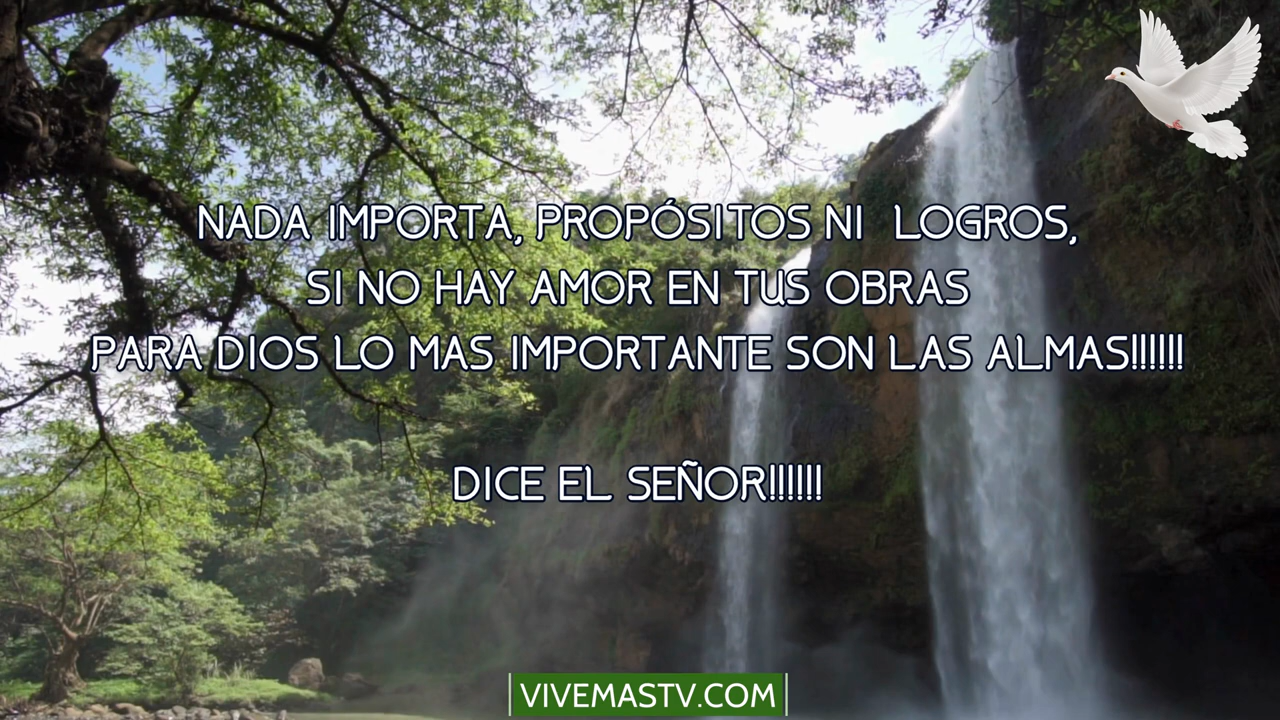 NADA IMPORTA, PROPÓSITOS NI LOGROS,
SI NO HAY AMOR EN TUS OBRAS
PARA DIOS LO MAS IMPORTANTE SON LAS ALMAS!!!!!!
DICE EL SEÑOR!!!!!!
VIVEMASTV.COM